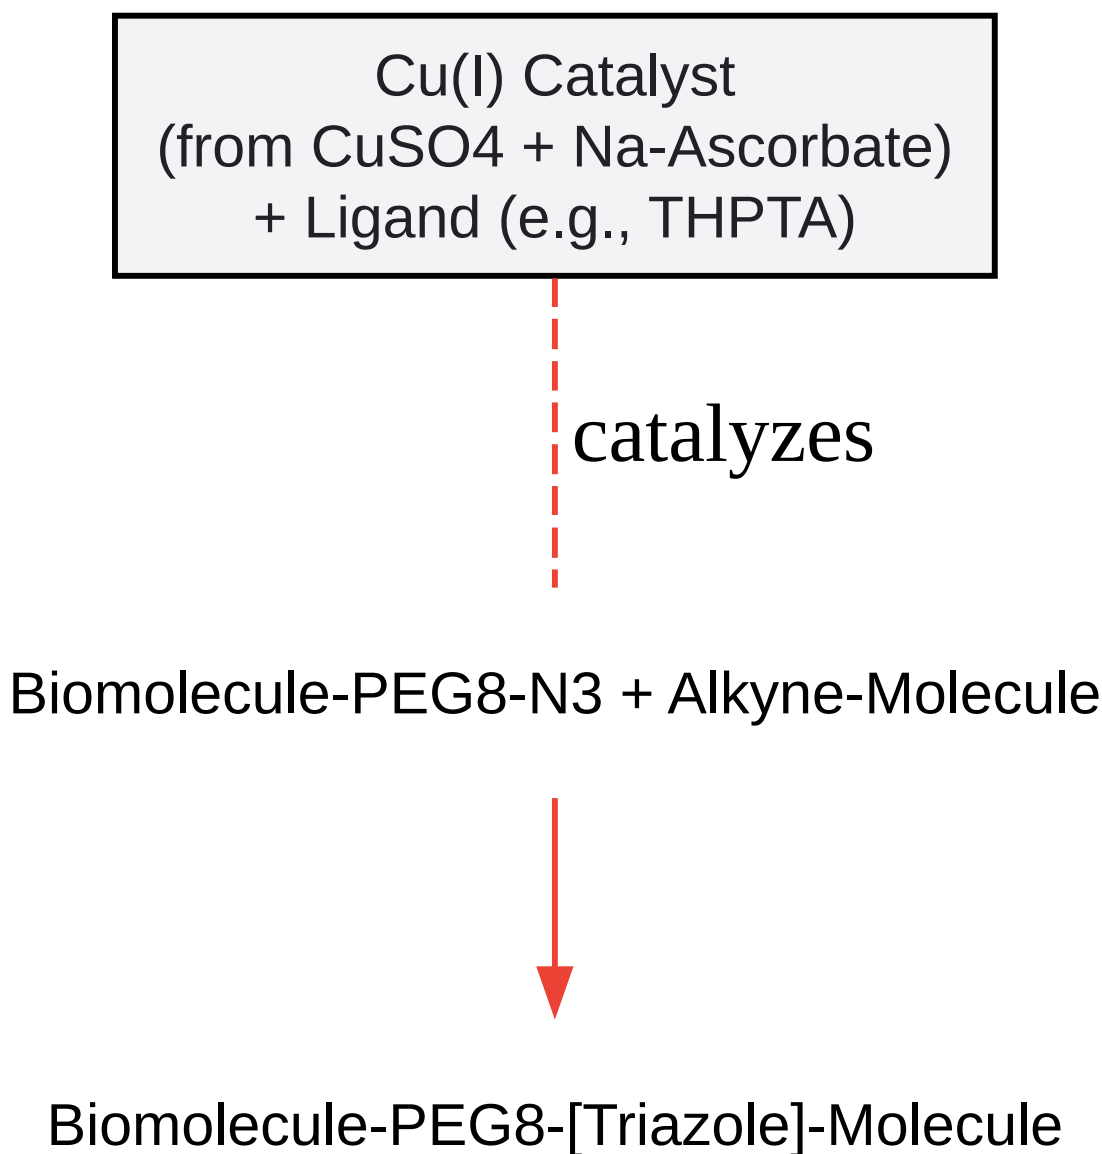 Cu(I) Catalyst
(from CuSO4 + Na-Ascorbate)
+ Ligand (e.g., THPTA)
catalyzes
Biomolecule-PEG8-N3 + Alkyne-Molecule
Biomolecule-PEG8-[Triazole]-Molecule